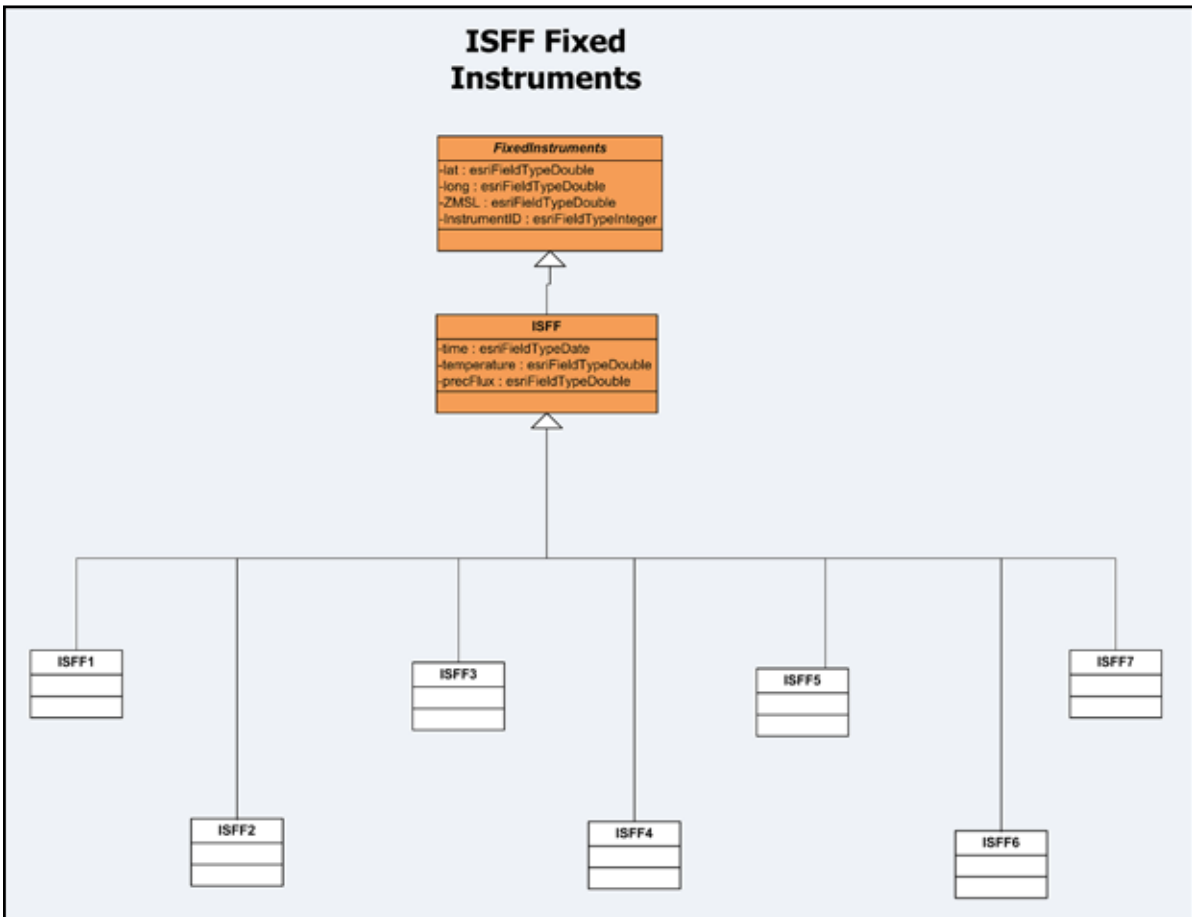 ISFF Fixed
Instruments
FixedInstruments
-lat : esriFieldTypeDouble
-long : esriFieldTypeDouble
-ZMSL : esriFieldTypeDouble
-InstrumentID : esriFieldTypeInteger
ISFF
-time : esriFieldTypeDate
-temperature : esriFieldTypeDouble
-precFlux : esriFieldTypeDouble
ISFF1
ISFF3
ISFF5
ISFF7
ISFF2
ISFF4
ISFF6